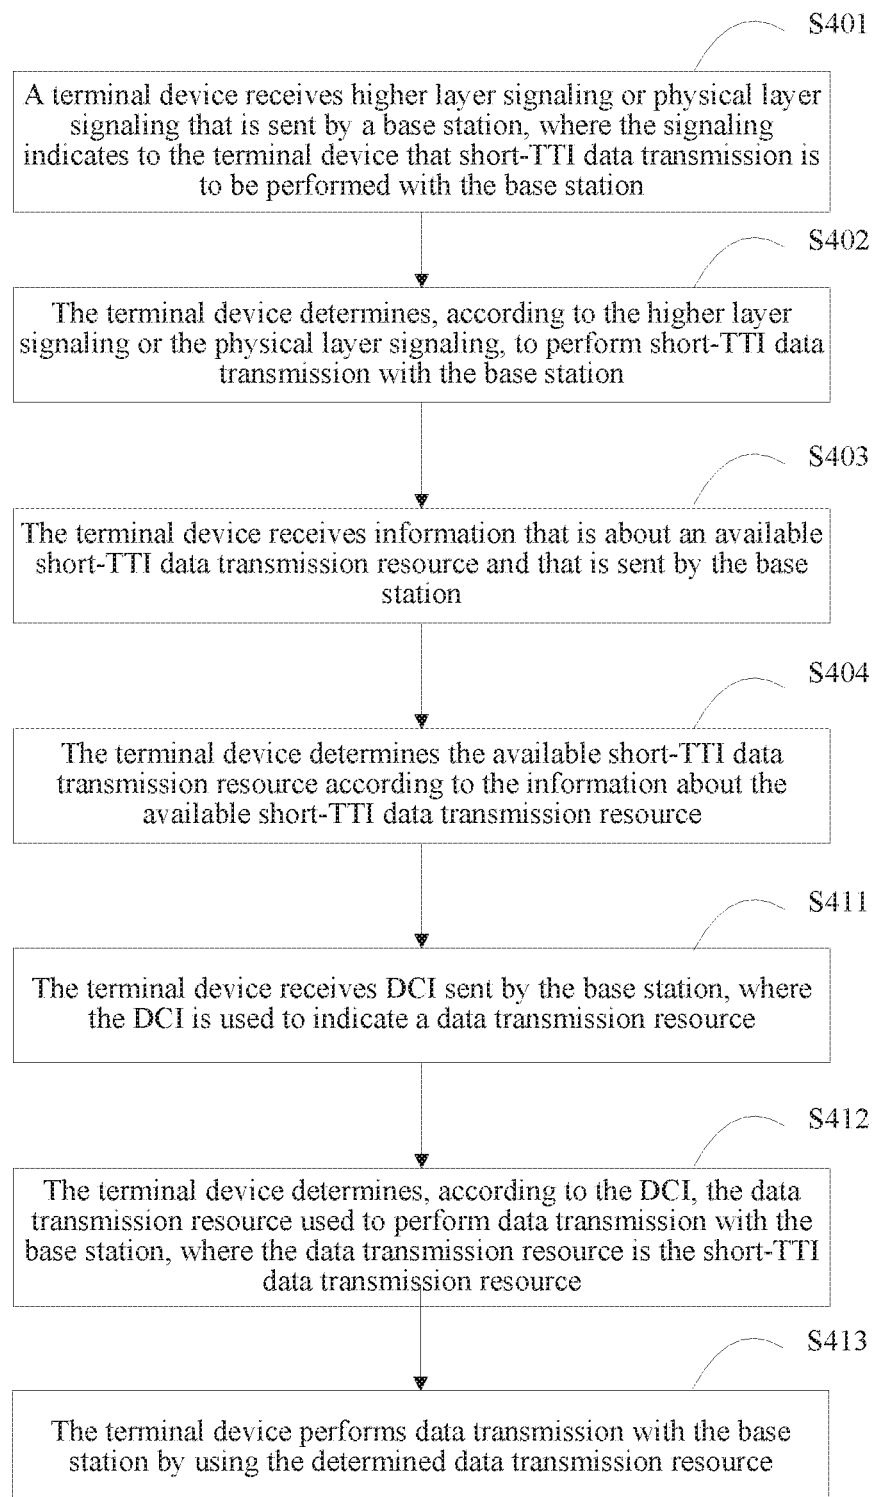 S401
A terminal device receives higher layer signaling or physical layer
signaling that is sent by a base station, where the signaling
indicates to the terminal device that short-TTI data transmission is
to be performed with the base station
S402
The terminal device determines, according to the higher layer
signaling or the physical layer signaling, to perform short-TTI data
transmission with the base station
S403
The terminal device receives information that is about an available
short-TTI data transmission resource and that is sent by the base
station
S404
The terminal device determines the available short-TTI data
transmission resource according to the information about the
available short-TTI data transmission resource
S411
The terminal device receives DCI sent by the base station, where
the DCI is used to indicate a data transmission resource
S412
The terminal device determines, according to the DCI, the data
transmission resource used to perform data transmission with the
base station, where the data transmission resource is the short-TTI
data transmission resource
S413
The terminal device performs data transmission with the base
station by using the determined data transmission resource